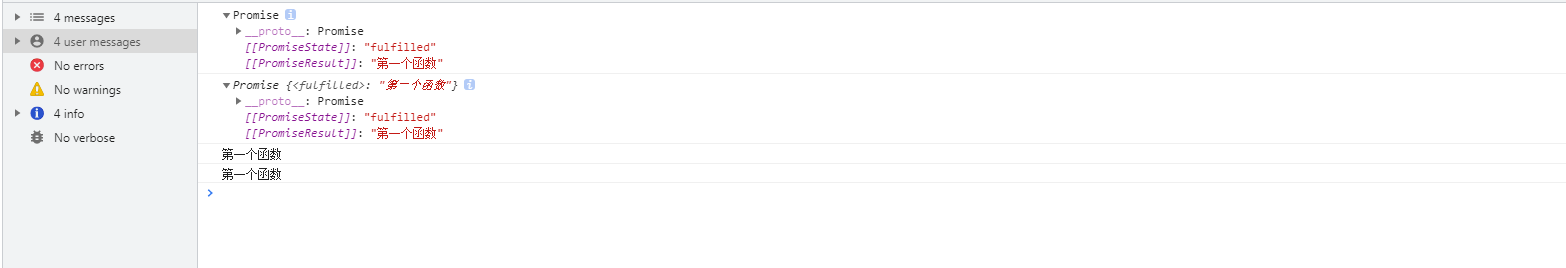 4 messages
4 user messages
No errors
No warnings
4 info
No verbose
Promise i
__proto__: Promise
[[PromiseState]]: "fulfilled"
[[PromiseResult]]: "第一个函数"
Promise {<fulfilled>: "第一个函数"} i
__proto__: Promise
[[PromiseState]]: "fulfilled"
[[PromiseResult]]: "第一个函数"
第一个函数
第一个函数